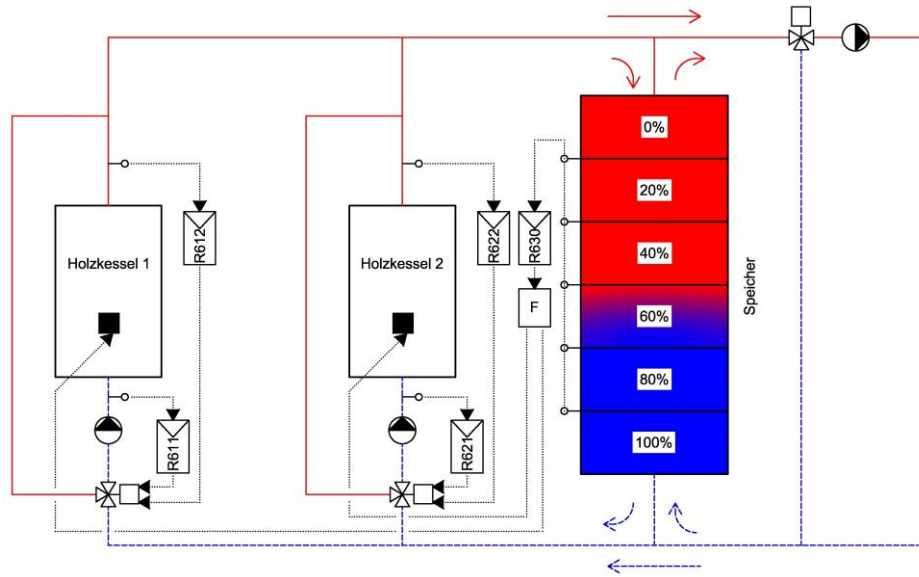 0%
20%
40%
60%
80%
100%
Speicher
Holzkessel 1
R612
R611
Holzkessel 2
R622
R621
R630
F